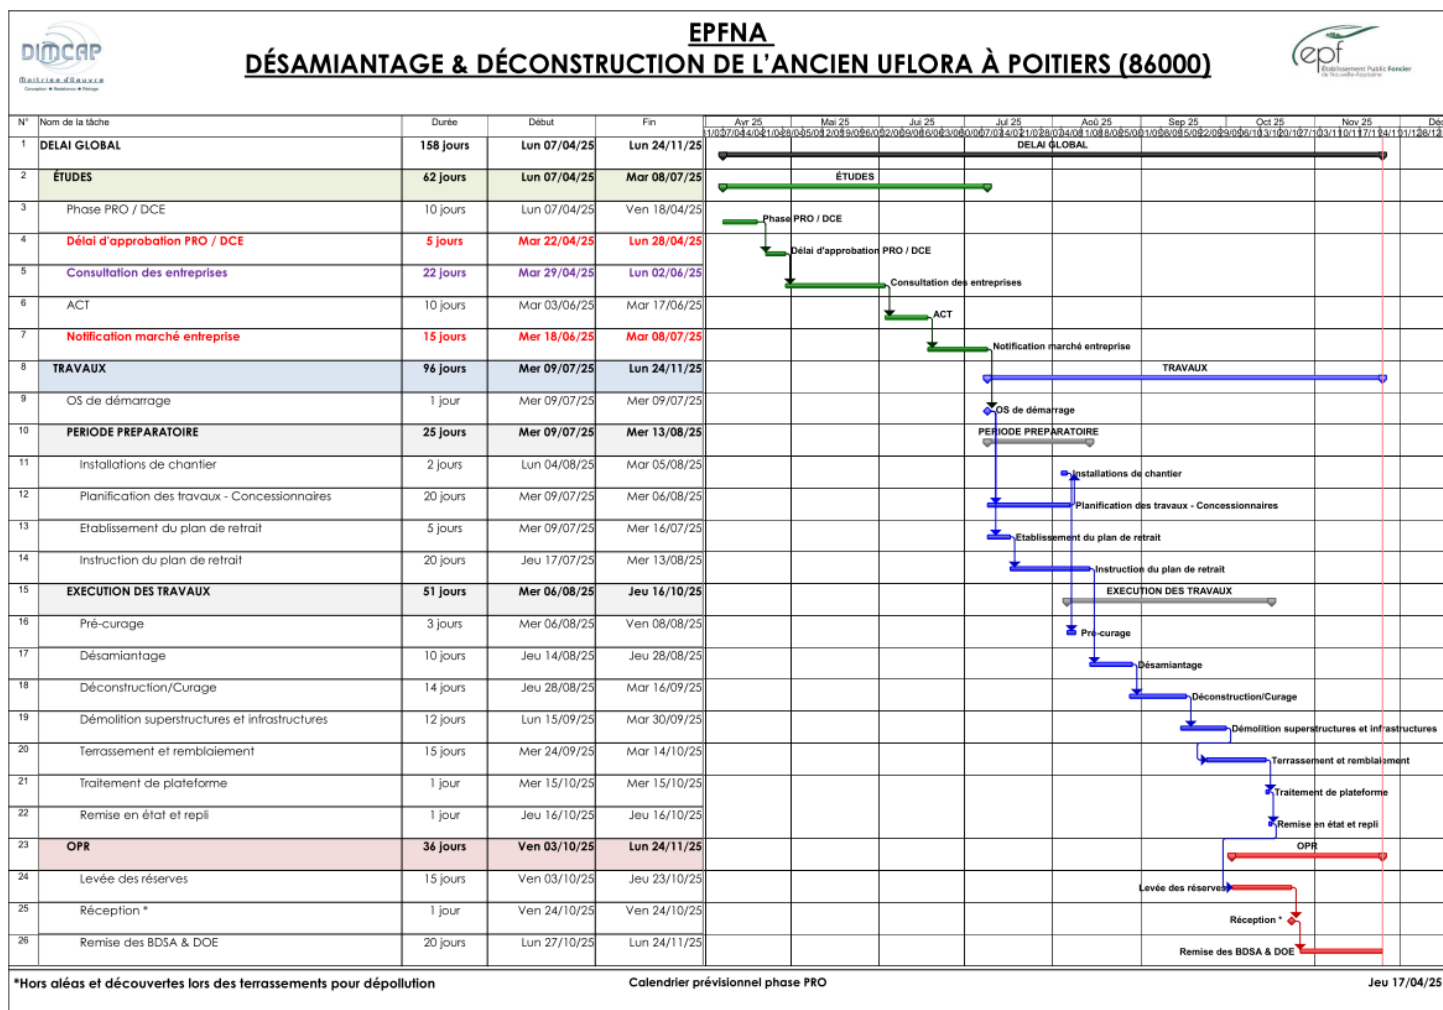 EPFNA
DÉSAMIANTAGE & DÉCONSTRUCTION DE L'ANCIEN UFLORA À POITIERS (86000)
DIMCAP
Maîtrise d'Oeuvre
epf
Établissement Public Foncier
de Nouvelle-Aquitaine
N° Nom de la tâche Durée Début Fin Avr 25 Mai 25 Jui 25 Jul 25 Aoû 25 Sep 25 Oct 25 Nov 25
1 DELAI GLOBAL 158 jours Lun 07/04/25 Lun 24/11/25 DELAI GLOBAL
2 ÉTUDES 62 jours Lun 07/04/25 Mar 08/07/25 ÉTUDES
3 Phase PRO / DCE 10 jours Lun 07/04/25 Ven 18/04/25 Phase PRO / DCE
4 Délai d'approbation PRO / DCE 5 jours Mar 22/04/25 Lun 28/04/25 Délai d'approbation PRO / DCE
5 Consultation des entreprises 22 jours Mar 29/04/25 Lun 02/06/25 Consultation des entreprises
6 ACT 10 jours Mar 03/06/25 Mar 17/06/25 ACT
7 Notification marché entreprise 15 jours Mer 18/06/25 Mar 08/07/25 Notification marché entreprise
8 TRAVAUX 96 jours Mer 09/07/25 Lun 24/11/25 TRAVAUX
9 OS de démarrage 1 jour Mer 09/07/25 Mer 09/07/25 OS de démarrage
10 PERIODE PREPARATOIRE 25 jours Mer 09/07/25 Mer 13/08/25 PERIODE PREPARATOIRE
11 Installations de chantier 2 jours Lun 04/08/25 Mar 05/08/25 Installations de chantier
12 Planification des travaux - Concessionnaires 20 jours Mer 09/07/25 Mer 06/08/25 Planification des travaux - Concessionnaires
13 Etablissement du plan de retrait 5 jours Mer 09/07/25 Mer 16/07/25 Etablissement du plan de retrait
14 Instruction du plan de retrait 20 jours Jeu 17/07/25 Mer 13/08/25 Instruction du plan de retrait
15 EXECUTION DES TRAVAUX 51 jours Mer 06/08/25 Jeu 16/10/25 EXECUTION DES TRAVAUX
16 Pré-curage 3 jours Mer 06/08/25 Ven 08/08/25 Pré-curage
17 Désamiantage 10 jours Jeu 14/08/25 Jeu 28/08/25 Désamiantage
18 Déconstruction/Curage 14 jours Jeu 28/08/25 Mar 16/09/25 Déconstruction/Curage
19 Démolition superstructures et infrastructures 12 jours Lun 15/09/25 Mar 30/09/25 Démolition superstructures et infrastructures
20 Terrassement et remblaiement 15 jours Mer 24/09/25 Mar 14/10/25 Terrassement et remblaiement
21 Traitement de plateforme 1 jour Mer 15/10/25 Mer 15/10/25 Traitement de plateforme
22 Remise en état et repli 1 jour Jeu 16/10/25 Jeu 16/10/25 Remise en état et repli
23 OPR 36 jours Ven 03/10/25 Lun 24/11/25 OPR
24 Levée des réserves 15 jours Ven 03/10/25 Jeu 23/10/25 Levée des réserves
25 Réception * 1 jour Ven 24/10/25 Ven 24/10/25 Réception *
26 Remise des BDSA & DOE 20 jours Lun 27/10/25 Lun 24/11/25 Remise des BDSA & DOE
*Hors aléas et découvertes lors des terrassements pour dépollution Calendrier prévisionnel phase PRO Jeu 17/04/25